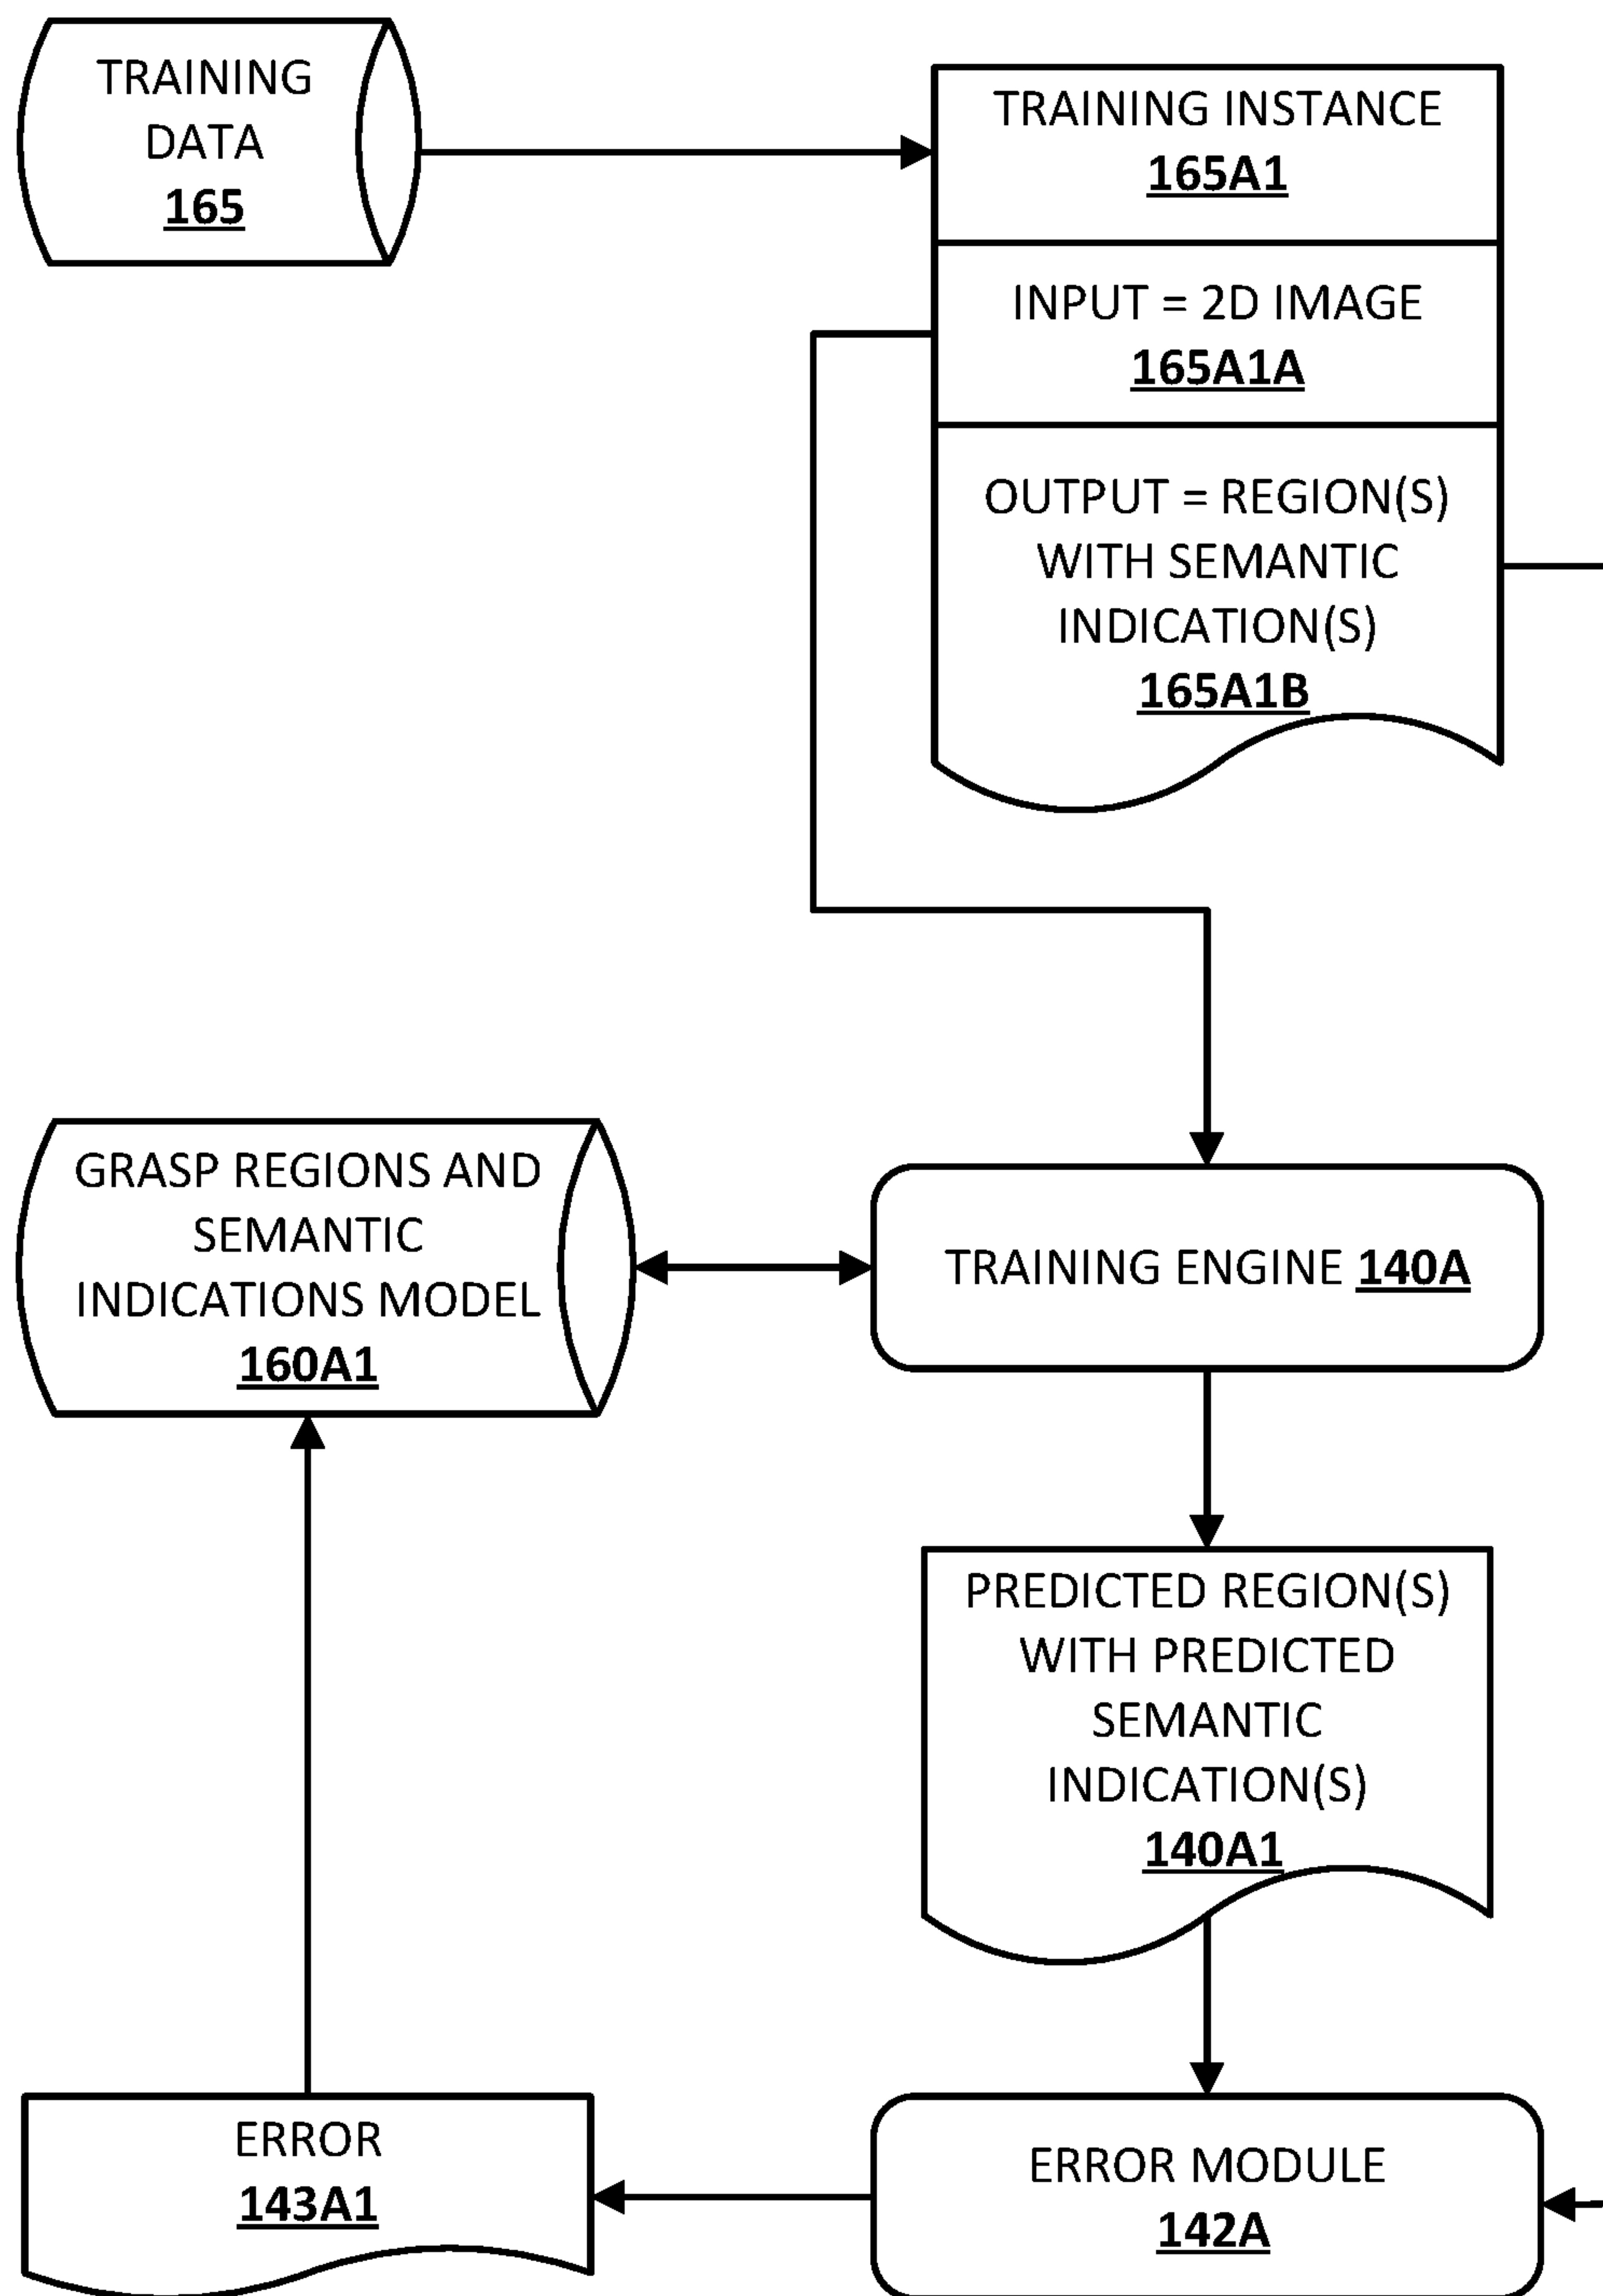 TRAINING
DATA
165
TRAINING INSTANCE
165A1
INPUT = 2D IMAGE
165A1A
OUTPUT = REGION(S)
WITH SEMANTIC
INDICATION(S)
165A1B
GRASP REGIONS AND
SEMANTIC
INDICATIONS MODEL
160A1
TRAINING ENGINE 140A
PREDICTED REGION(S)
WITH PREDICTED
SEMANTIC
INDICATION(S)
140A1
ERROR
143A1
ERROR MODULE
142A